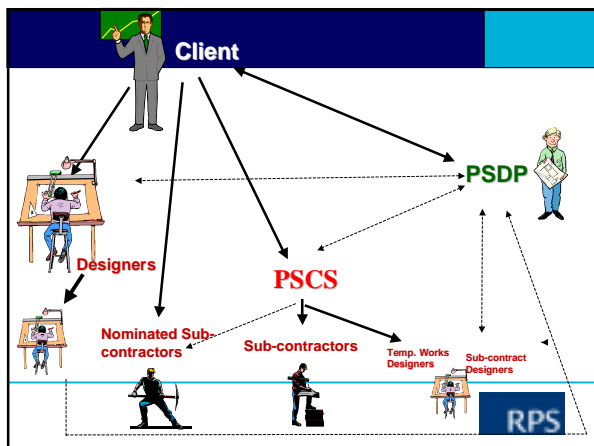 Client
PSDP
Designers
PSCS
Nominated Sub-
contractors
Sub-contractors
Temp. Works
Designers
Sub-contract
Designers
RPS